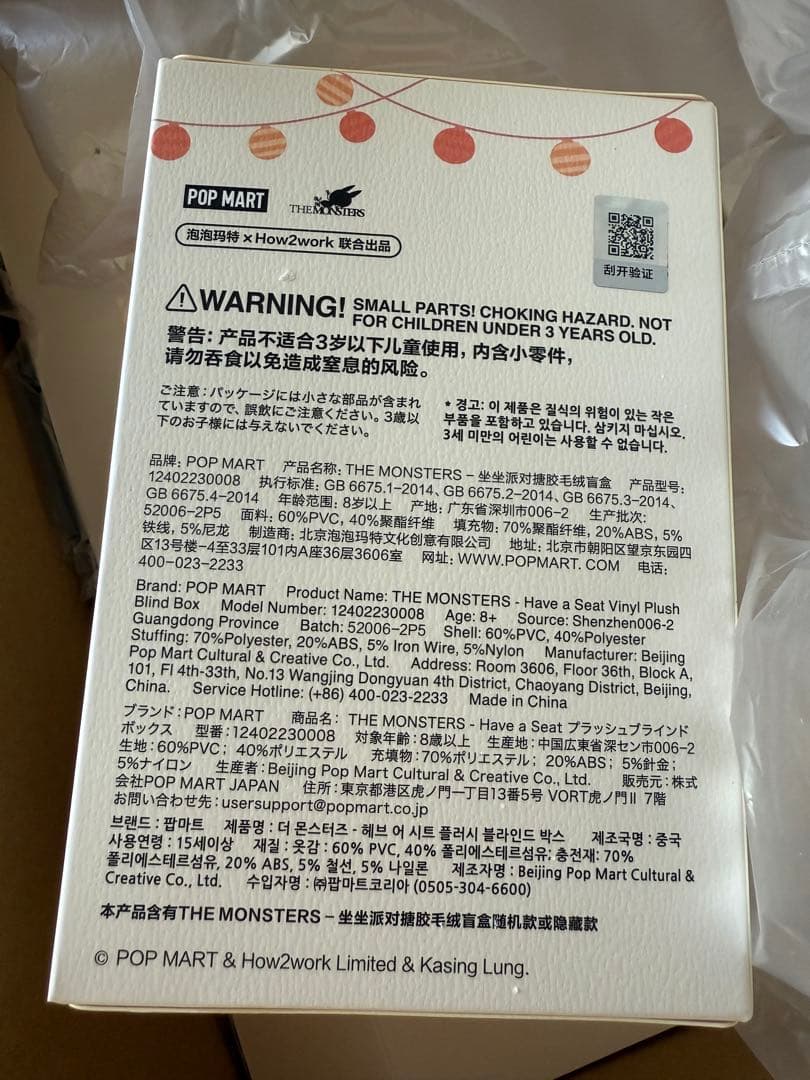 POP MART
THE MONSTERS
泡泡玛特×How2work 联合出品
刮开验证
WARNING! SMALL PARTS! CHOKING HAZARD. NOT
FOR CHILDREN UNDER 3 YEARS OLD.
警告: 产品不适合3岁以下儿童使用，内含小零件，
请勿吞食以免造成窒息的风险。
ご注意：パッケージには小さな部品が含まれ
ていますので、誤飲にご注意ください。3歳以
下のお子様には与えないでください。
* 경고: 이 제품은 질식의 위험이 있는 작은
부품을 포함하고 있습니다. 삼키지 마십시오.
3세 미만의 어린이는 사용할 수 없습니다.
品牌: POP MART 产品名称: THE MONSTERS – 坐坐派对搪胶毛绒盲盒 产品型号:
12402230008 执行标准: GB 6675.1-2014、GB 6675.2-2014、GB 6675.3-2014、
GB 6675.4-2014 年龄范围: 8岁以上 产地: 广东省深圳市006-2 生产批次:
52006-2P5 面料: 60%PVC, 40%聚酯纤维 填充物: 70%聚酯纤维, 20%ABS, 5%
铁线, 5%尼龙 制造商: 北京泡泡玛特文化创意有限公司 地址: 北京市朝阳区望京东园四
区13号楼-4至33层101内A座36层3606室 网址: WWW.POPMART. COM 电话:
400-023-2233
Brand: POP MART Product Name: THE MONSTERS - Have a Seat Vinyl Plush
Blind Box Model Number: 12402230008 Age: 8+ Source: Shenzhen006-2
Guangdong Province Batch: 52006-2P5 Shell: 60%PVC, 40%Polyester
Stuffing: 70%Polyester, 20%ABS, 5% Iron Wire, 5%Nylon Manufacturer: Beijing
Pop Mart Cultural & Creative Co., Ltd. Address: Room 3606, Floor 36th, Block A,
101, Fl 4th-33th, No.13 Wangjing Dongyuan 4th District, Chaoyang District, Beijing,
China. Service Hotline: (+86) 400-023-2233 Made in China
ブランド：POP MART 商品名： THE MONSTERS - Have a Seat プラッシュブラインド
ボックス 型番：12402230008 対象年齢：8歳以上 生産地：中国広東省深セン市006-2
生地：60%PVC； 40%ポリエステル 充填物：70%ポリエステル； 20%ABS；5%針金；
5%ナイロン 生産者：Beijing Pop Mart Cultural & Creative Co., Ltd. 販売元：株式
会社POP MART JAPAN 住所：東京都港区虎ノ門一丁目13番5号 VORT虎ノ門Ⅱ 7階
お問い合わせ先：usersupport@popmart.co.jp
브랜드 : 팝마트 제품명 : 더 몬스터즈 - 헤브 어 시트 플러시 블라인드 박스 제조국명 : 중국
사용연령 : 15세이상 재질 : 옷감 : 60% PVC, 40% 폴리에스테르섬유; 충전재: 70%
폴리에스테르섬유, 20% ABS, 5% 철선, 5% 나일론 제조자명 : Beijing Pop Mart Cultural &
Creative Co., Ltd. 수입자명 : ㈜팝마트코리아 (0505-304-6600)
本产品含有THE MONSTERS – 坐坐派对搪胶毛绒盲盒随机款或隐藏款
© POP MART & How2work Limited & Kasing Lung.